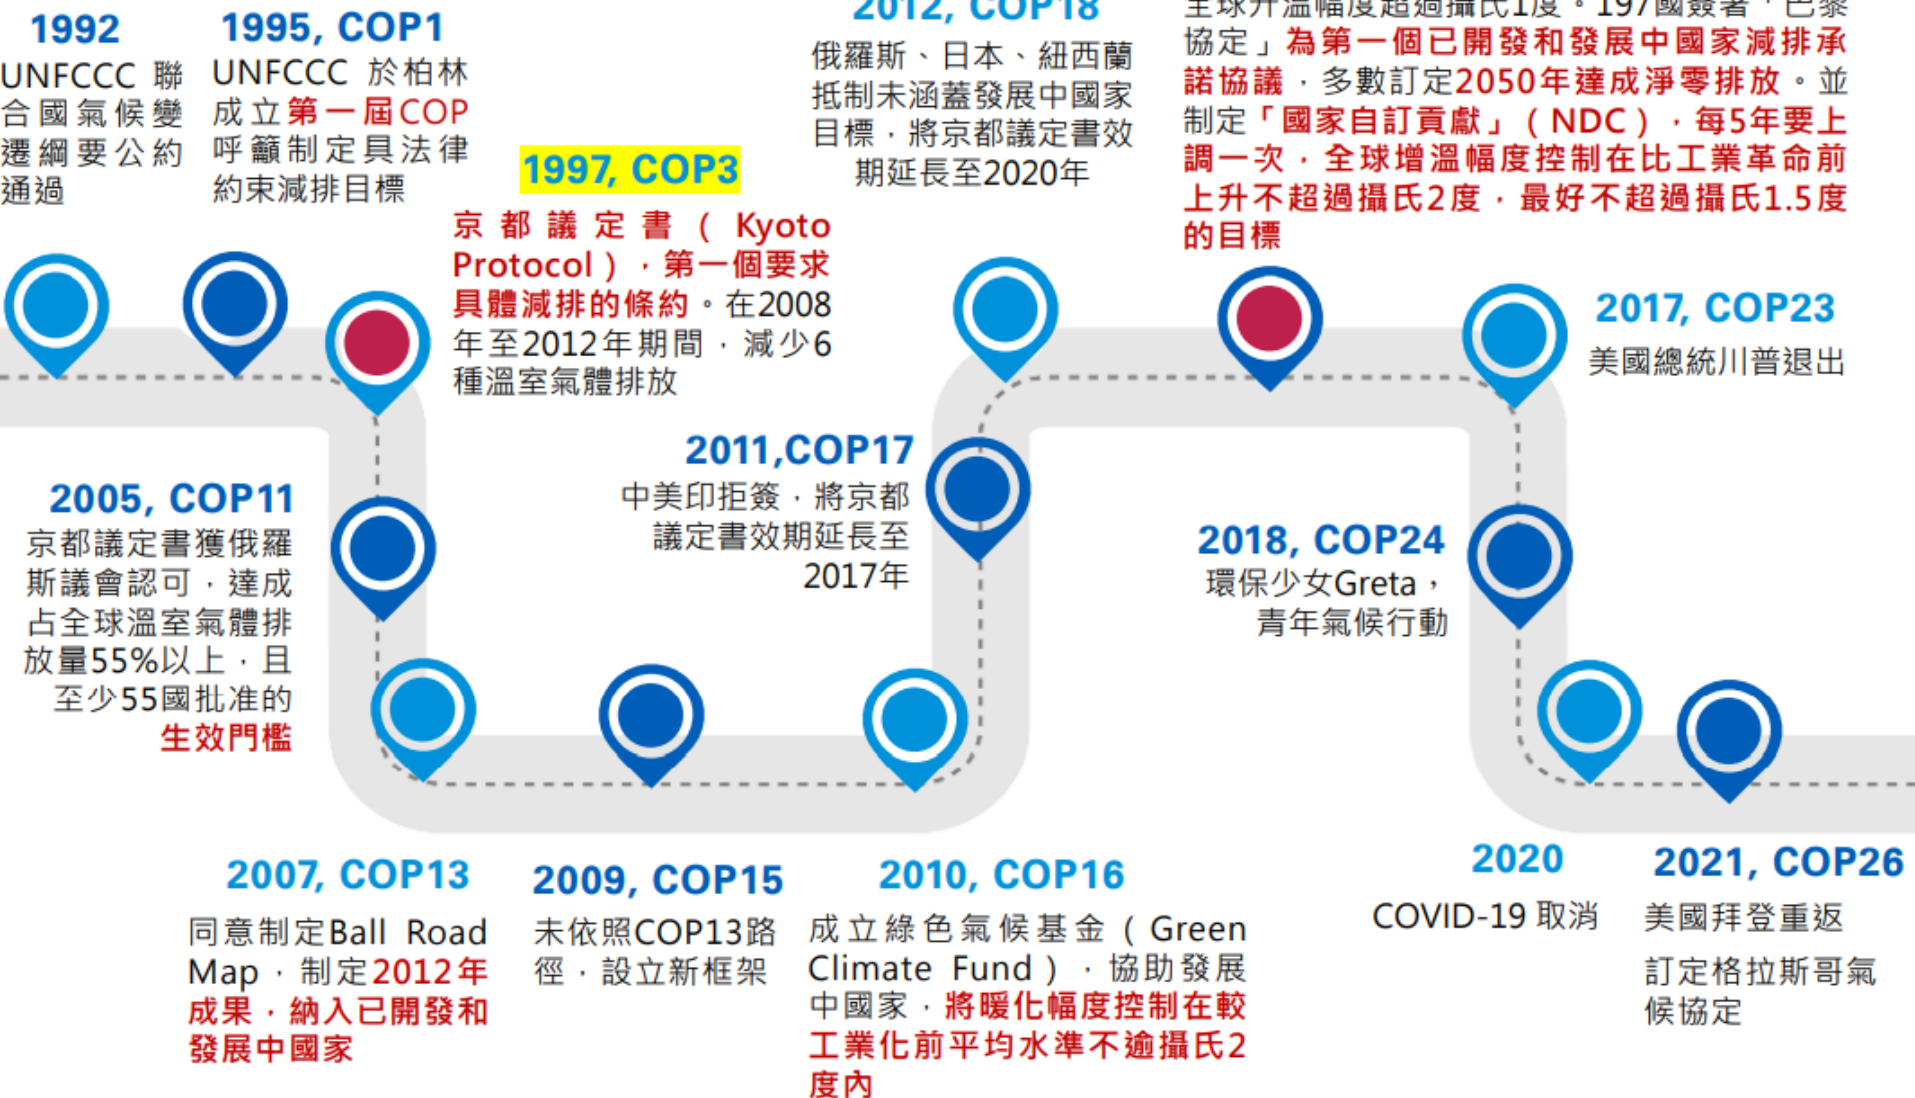 1992
UNFCCC 聯
合國氣候變
遷綱要公約
通過
1995, COP1
UNFCCC 於柏林
成立第一屆COP
呼籲制定具法律
約束減排目標
1997, COP3
京都議定書（Kyoto
Protocol），第一個要求
具體減排的條約。在2008
年至2012年期間，減少6
種溫室氣體排放
2005, COP11
京都議定書獲俄羅
斯議會認可，達成
占全球溫室氣體排
放量55%以上，且
至少55國批准的
生效門檻
2007, COP13
同意制定Ball Road
Map，制定2012年
成果，納入已開發和
發展中國家
2009, COP15
未依照COP13路
徑，設立新框架
2010, COP16
成立綠色氣候基金（Green
Climate Fund），協助發展
中國家，將暖化幅度控制在較
工業化前平均水準不逾攝氏2
度內
2011,COP17
中美印拒簽，將京都
議定書效期延長至
2017年
2012, COP18
俄羅斯、日本、紐西蘭
抵制未涵蓋發展中國家
目標，將京都議定書效
期延長至2020年
全球升溫幅度超過攝氏1度。197國簽署「巴黎
協定」為第一個已開發和發展中國家減排承
諾協議，多數訂定2050年達成淨零排放。並
制定「國家自訂貢獻」（NDC），每5年要上
調一次，全球增溫幅度控制在比工業革命前
上升不超過攝氏2度，最好不超過攝氏1.5度
的目標
2017, COP23
美國總統川普退出
2018, COP24
環保少女Greta，
青年氣候行動
2020
COVID-19 取消
2021, COP26
美國拜登重返
訂定格拉斯哥氣
候協定